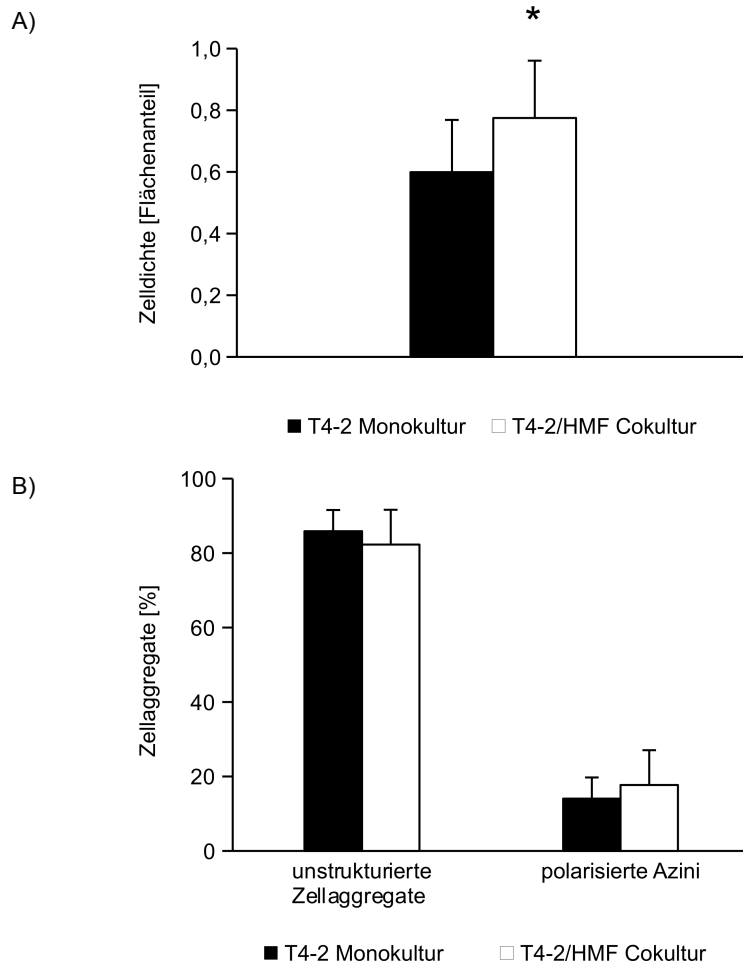 A)
*
Zelldichte [Flächenanteil]
1,0
0,8
0,6
0,4
0,2
0,0
T4-2 Monokultur
T4-2/HMF Cokultur
B)
Zellaggregate [%]
100
80
60
40
20
0
unstrukturierte
Zellaggregate
polarisierte Azini
T4-2 Monokultur
T4-2/HMF Cokultur